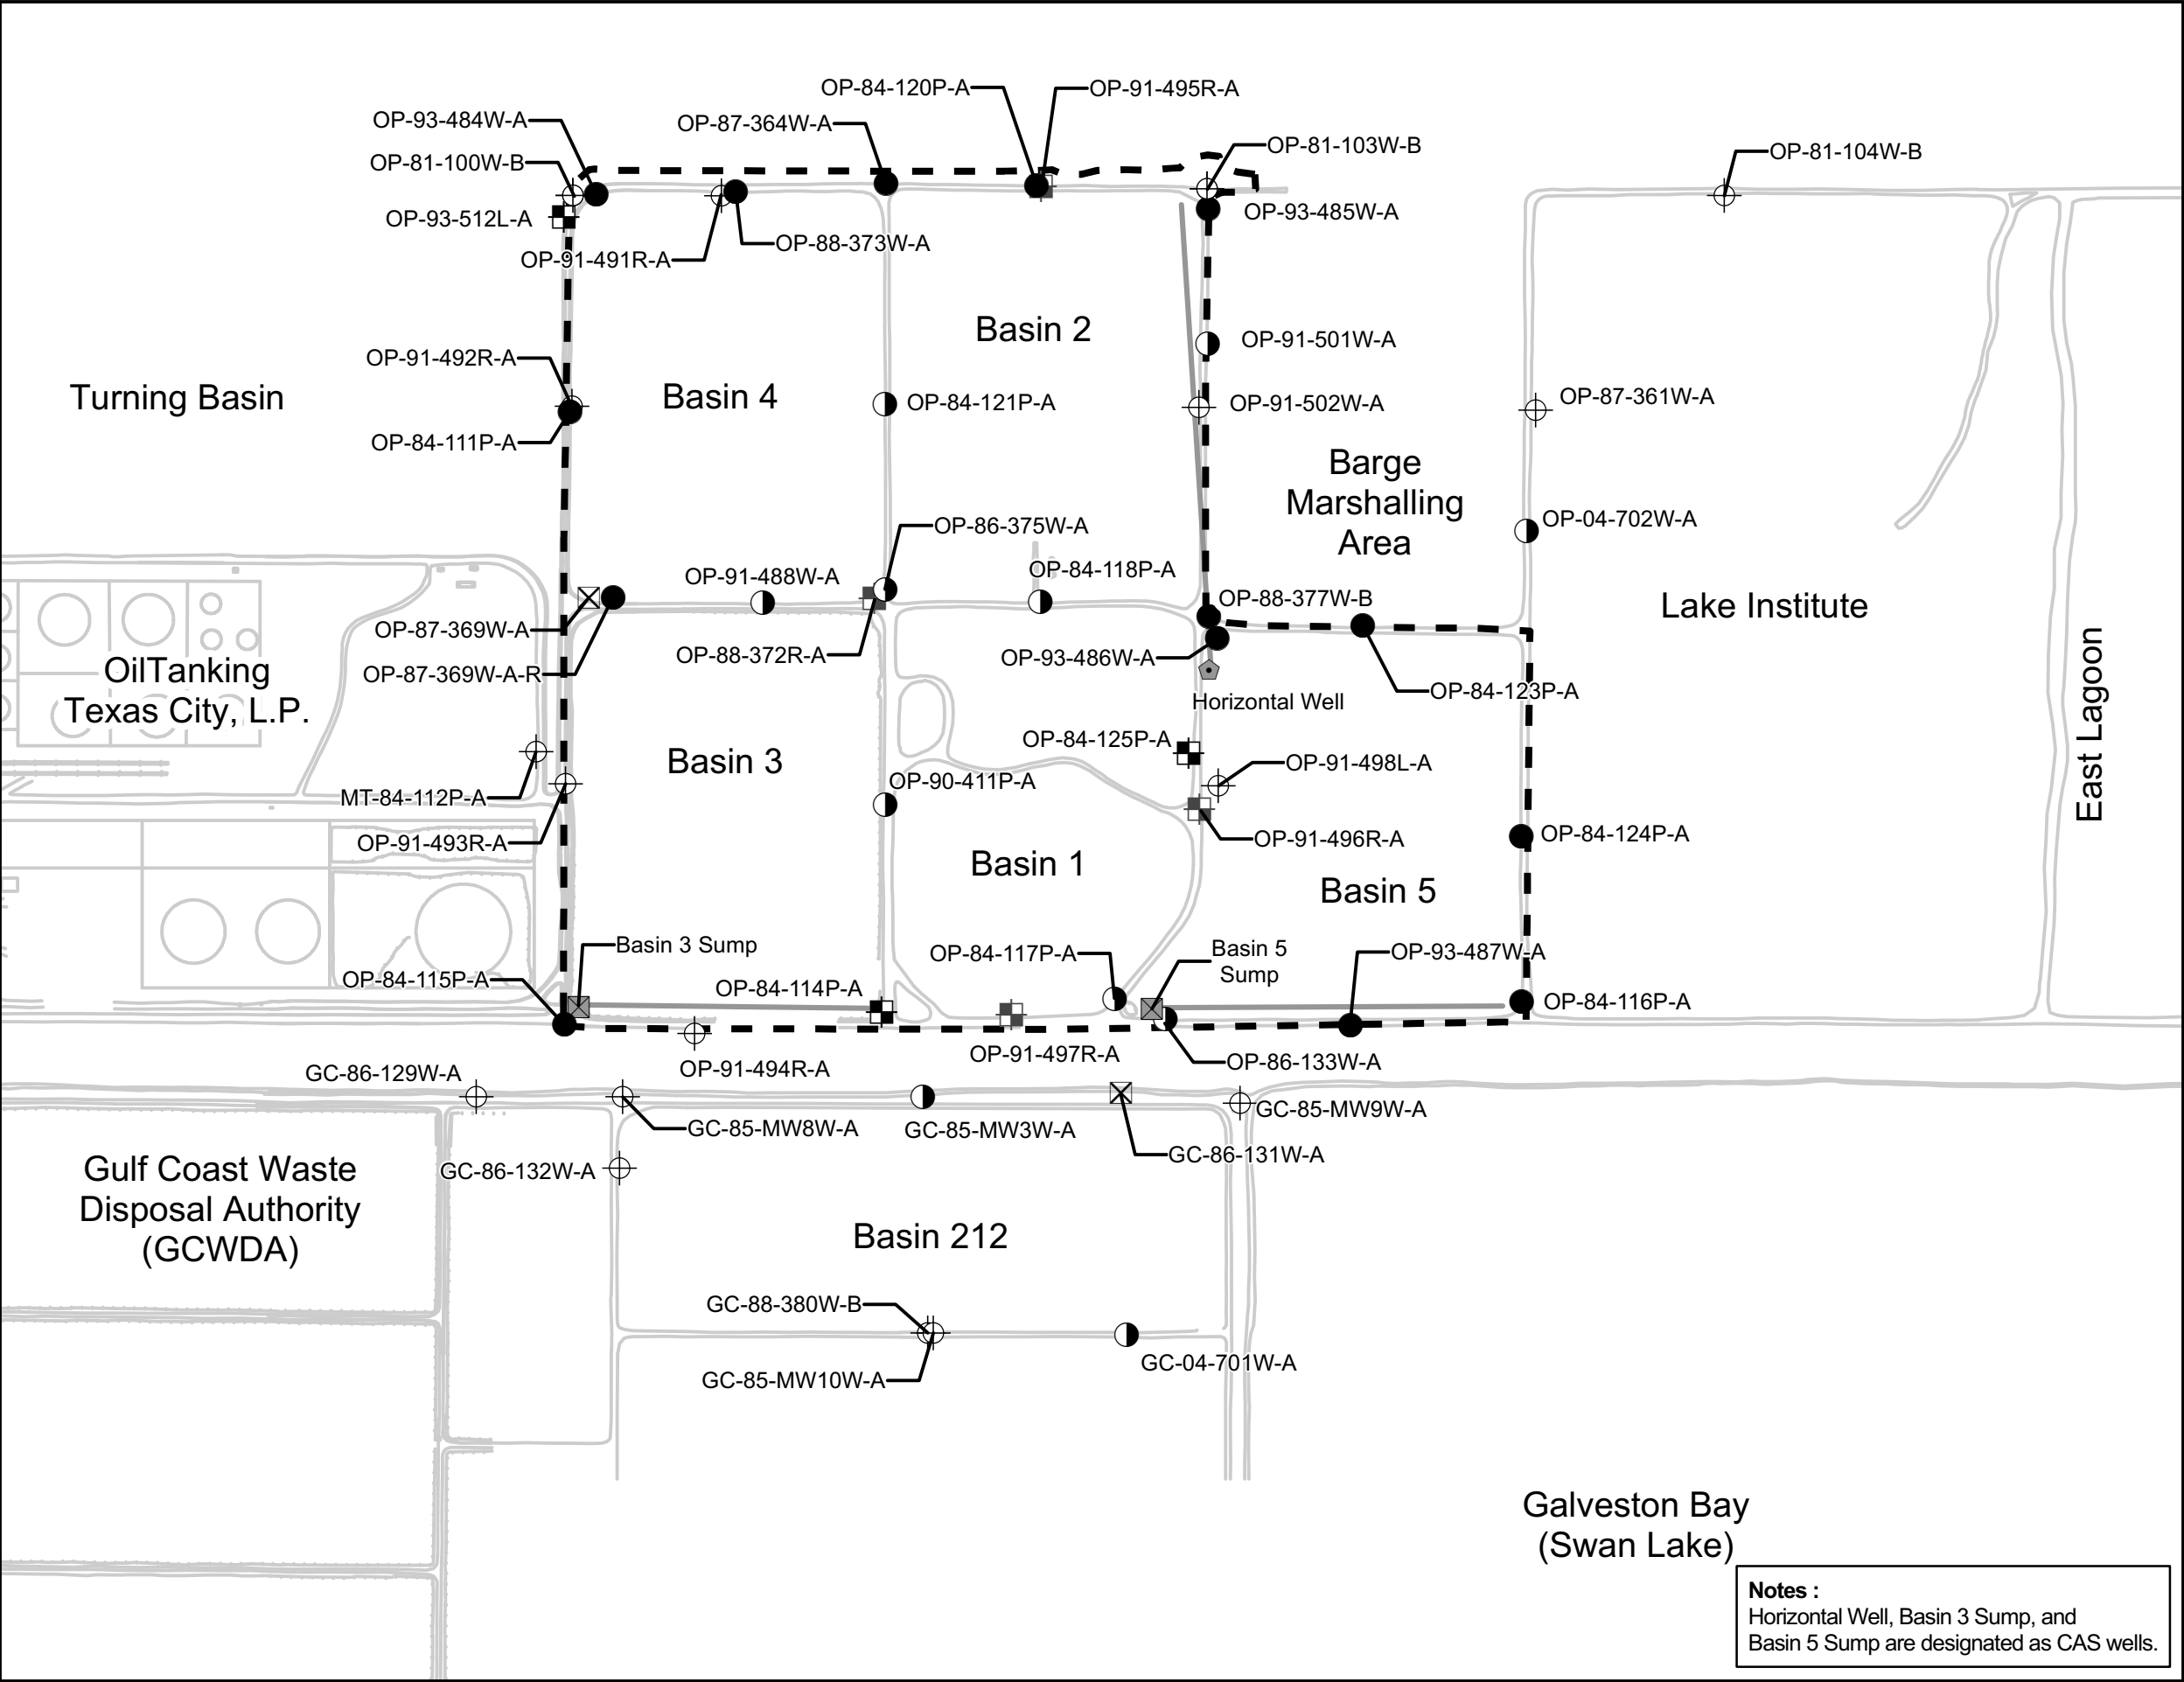 OP-84-120P-A
OP-91-495R-A
OP-93-484W-A
OP-87-364W-A
OP-81-100W-B
OP-81-103W-B
OP-81-104W-B
OP-93-512L-A
OP-93-485W-A
OP-91-491R-A
OP-88-373W-A
Basin 2
OP-91-501W-A
OP-91-492R-A
Turning Basin
Basin 4
OP-84-121P-A
OP-91-502W-A
OP-87-361W-A
OP-84-111P-A
Barge
Marshalling
Area
OP-86-375W-A
OP-04-702W-A
OP-91-488W-A
OP-84-118P-A
OP-88-377W-B
Lake Institute
OP-87-369W-A
OP-88-372R-A
OP-93-486W-A
OP-87-369W-A-R
OilTanking
Texas City, L.P.
OP-84-123P-A
Horizontal Well
East Lagoon
OP-84-125P-A
Basin 3
OP-91-498L-A
OP-90-411P-A
MT-84-112P-A
OP-91-493R-A
OP-91-496R-A
OP-84-124P-A
Basin 1
Basin 5
Basin 3 Sump
OP-84-117P-A
Basin 5
Sump
OP-93-487W-A
OP-84-115P-A
OP-84-114P-A
OP-84-116P-A
OP-91-494R-A
OP-91-497R-A
OP-86-133W-A
GC-86-129W-A
GC-85-MW8W-A
GC-85-MW3W-A
GC-85-MW9W-A
GC-86-131W-A
GC-86-132W-A
Gulf Coast Waste
Disposal Authority
(GCWDA)
Basin 212
GC-88-380W-B
GC-04-701W-A
GC-85-MW10W-A
Galveston Bay
(Swan Lake)
Notes :
Horizontal Well, Basin 3 Sump, and
Basin 5 Sump are designated as CAS wells.